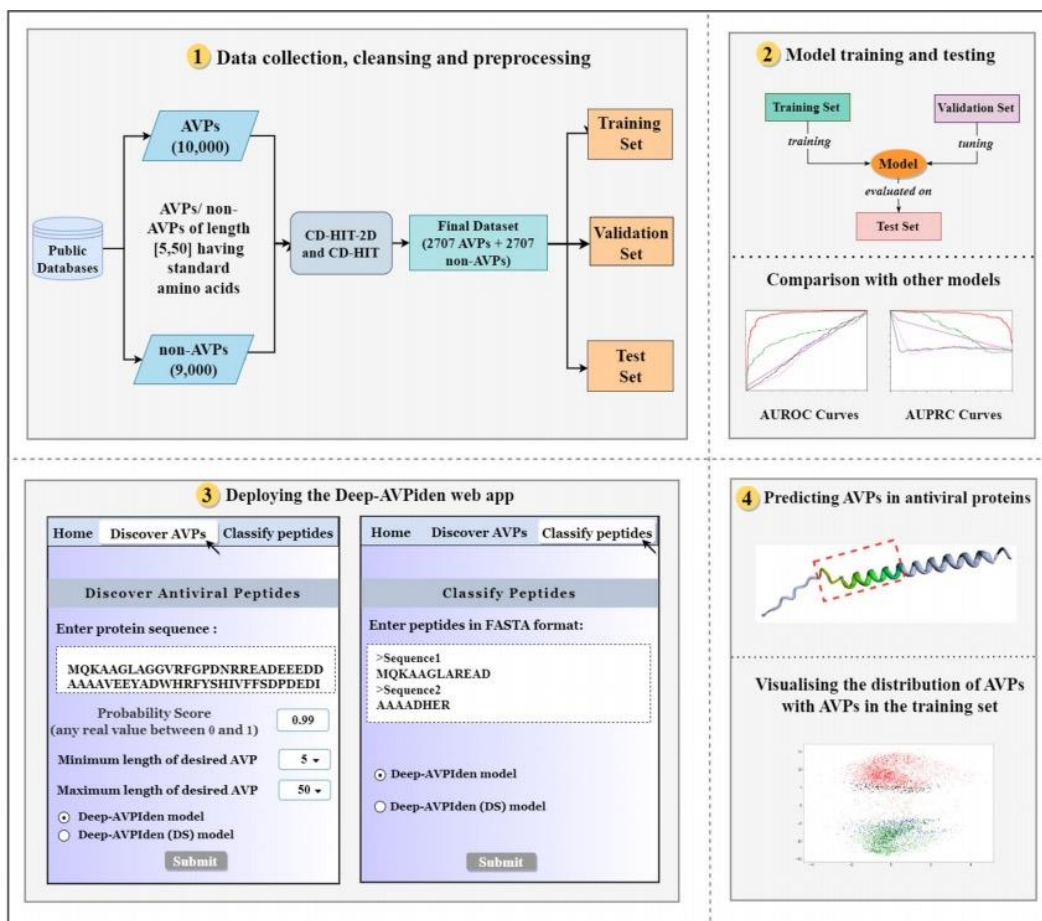 1 Data collection, cleansing and preprocessing
AVPs
(10,000)
Public
Databases
AVPs/ non-
AVPs of length
[5,50] having
standard
amino acids
non-AVPs
(9,000)
CD-HIT-2D
and CD-HIT
Final Dataset
(2707 AVPs + 2707
non-AVPs)
Training
Set
Validation
Set
Test
Set
2 Model training and testing
Training Set
Validation Set
training
tuning
Model
evaluated on
Test Set
Comparison with other models
AUROC Curves
AUPRC Curves
3 Deploying the Deep-AVPiden web app
Home Discover AVPs Classify peptides
Discover Antiviral Peptides
Enter protein sequence :
MQKAAGLAGGVRFGPDNRREADEEEDD
AAAAVEEYADWHRFYSHIVFFSDPDEDI
Probability Score
(any real value between 0 and 1)
0.99
Minimum length of desired AVP 5
Maximum length of desired AVP 50
Deep-AVPIden model
Deep-AVPIden (DS) model
Submit
Home Discover AVPs Classify peptides
Classify Peptides
Enter peptides in FASTA format:
>Sequence1
MQKAAGLAREAD
>Sequence2
AAAADHER
Deep-AVPIden model
Deep-AVPIden (DS) model
Submit
4 Predicting AVPs in antiviral proteins
Visualising the distribution of AVPs
with AVPs in the training set